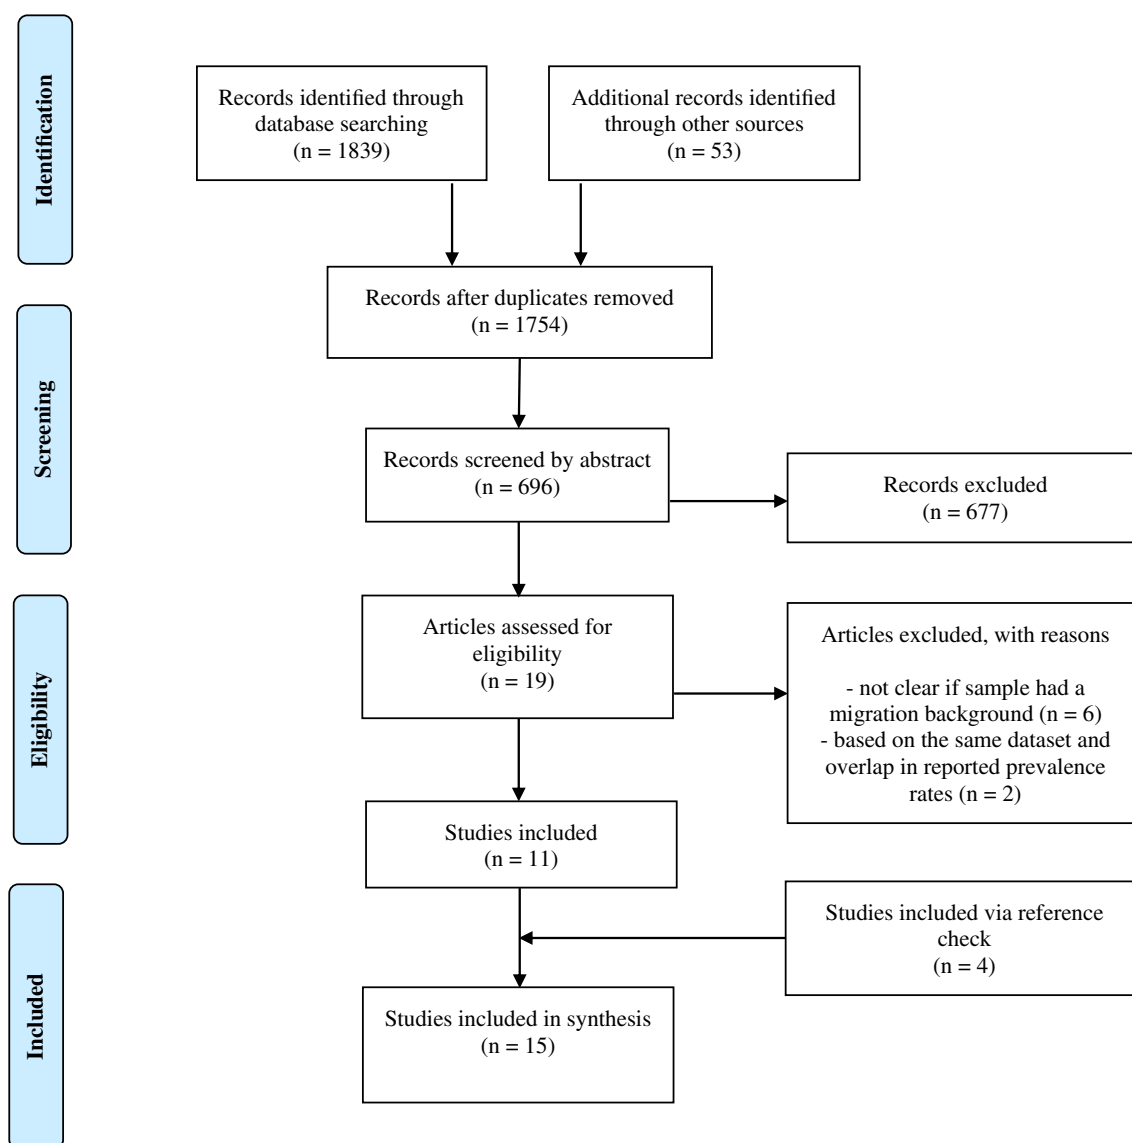 Identification
Records identified through
database searching
(n = 1839)
Additional records identified
through other sources
(n = 53)
Records after duplicates removed
(n = 1754)
Screening
Records screened by abstract
(n = 696)
Records excluded
(n = 677)
Eligibility
Articles assessed for
eligibility
(n = 19)
Articles excluded, with reasons
- not clear if sample had a
migration background (n = 6)
- based on the same dataset and
overlap in reported prevalence
rates (n = 2)
Studies included
(n = 11)
Included
Studies included via reference
check
(n = 4)
Studies included in synthesis
(n = 15)